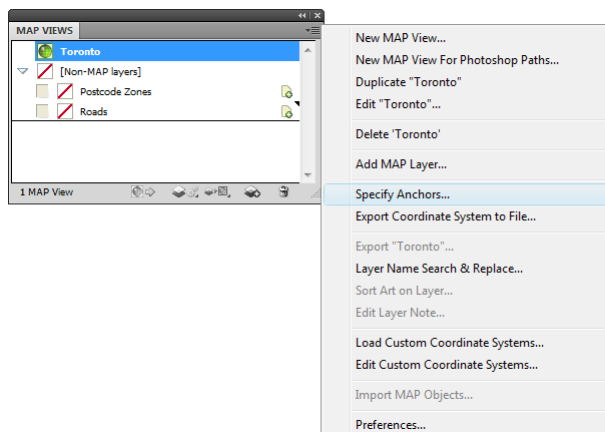 MAP VIEWS
Toronto
[Non-MAP layers]
Postcode Zones
Roads
1 MAP View
New MAP View...
New MAP View For Photoshop Paths...
Duplicate "Toronto"
Edit "Toronto"...
Delete 'Toronto'
Add MAP Layer...
Specify Anchors...
Export Coordinate System to File...
Export "Toronto"...
Layer Name Search & Replace...
Sort Art on Layer...
Edit Layer Note...
Load Custom Coordinate Systems...
Edit Custom Coordinate Systems...
Import MAP Objects...
Preferences...